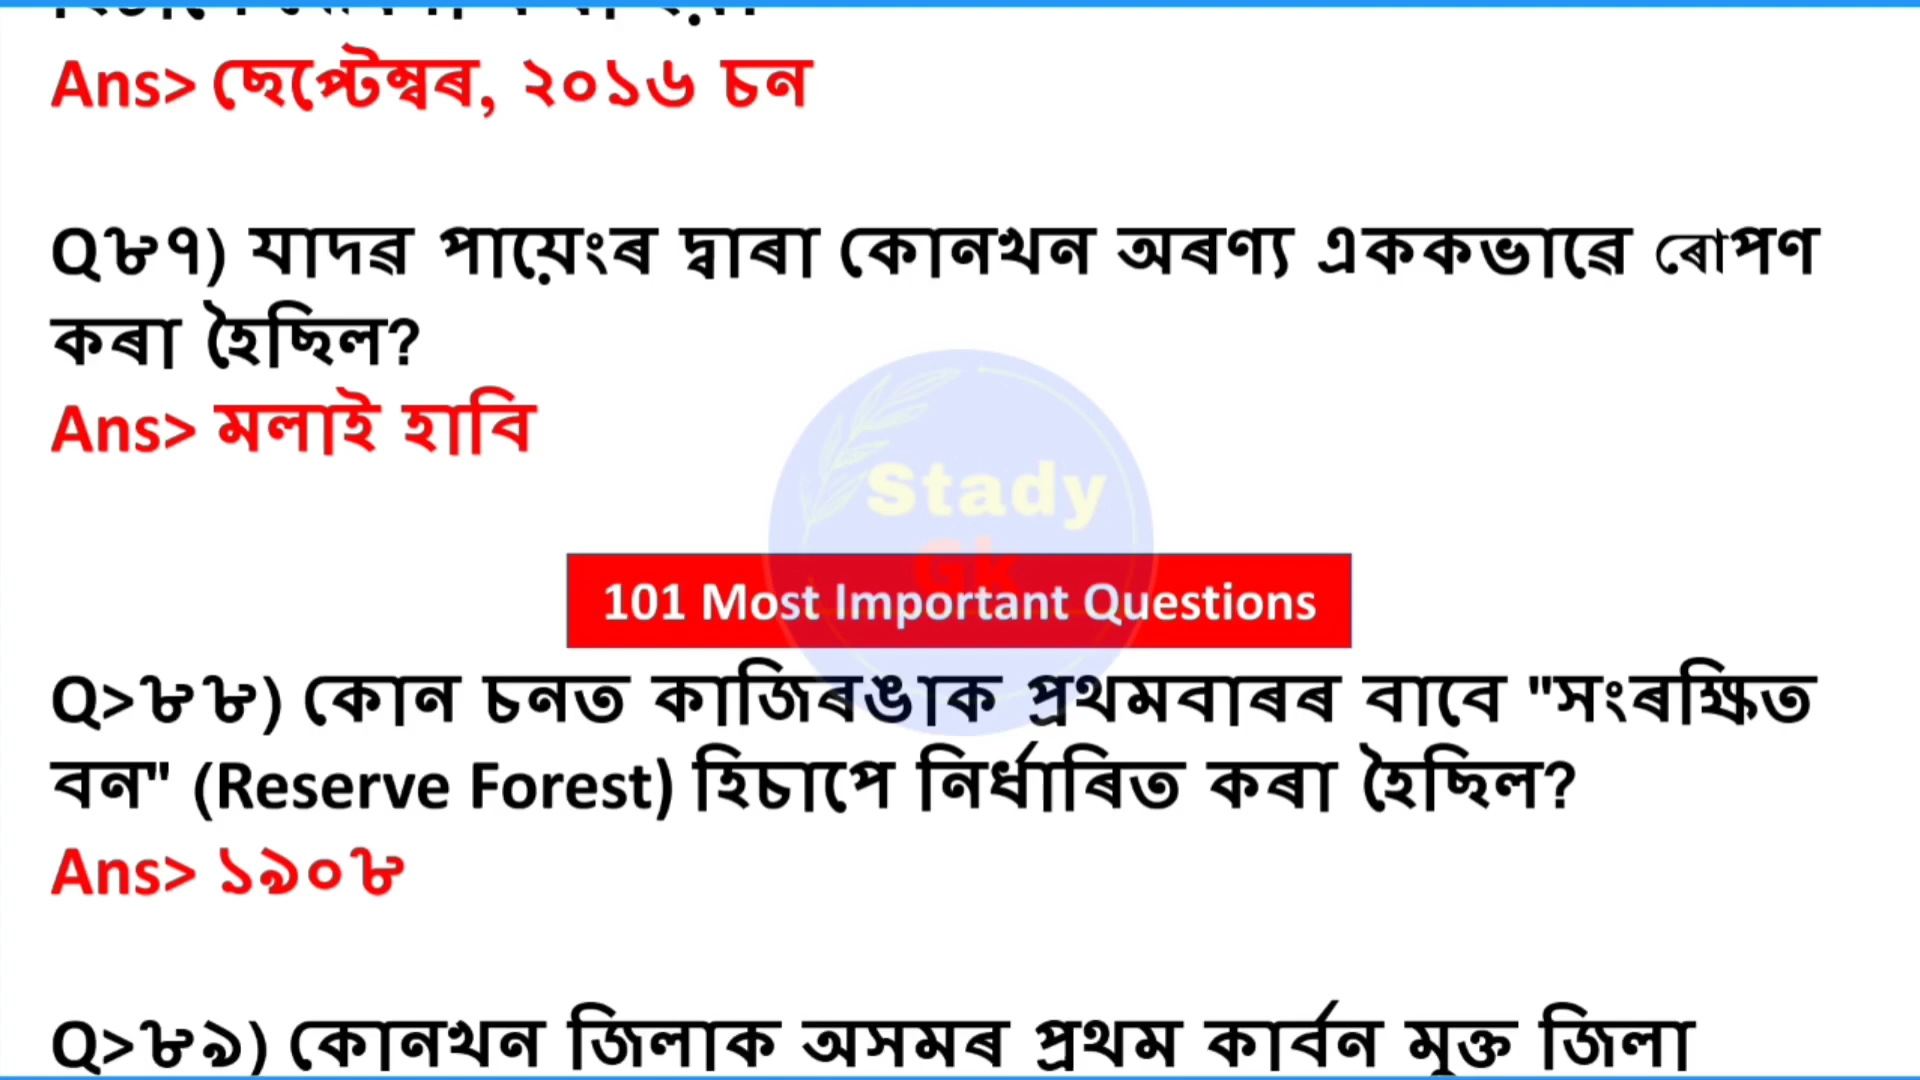 Ans> ছেপ্টেম্বৰ, ২০১৬ চন
Q৮৭) যাদৱ পায়েংৰ দ্বাৰা কোনখন অৰণ্য এককভাৱে ৰোপণ
কৰা হৈছিল?
Ans> মলাই হাবি
Stady
Gk
101 Most Important Questions
Q>৮৮) কোন চনত কাজিৰঙাক প্ৰথমবাৰৰ বাবে "সংৰক্ষিত
বন" (Reserve Forest) হিচাপে নিৰ্ধাৰিত কৰা হৈছিল?
Ans> ১৯০৮
Q>৮৯) কোনখন জিলাক অসমৰ প্ৰথম কাৰ্বন মুক্ত জিলা